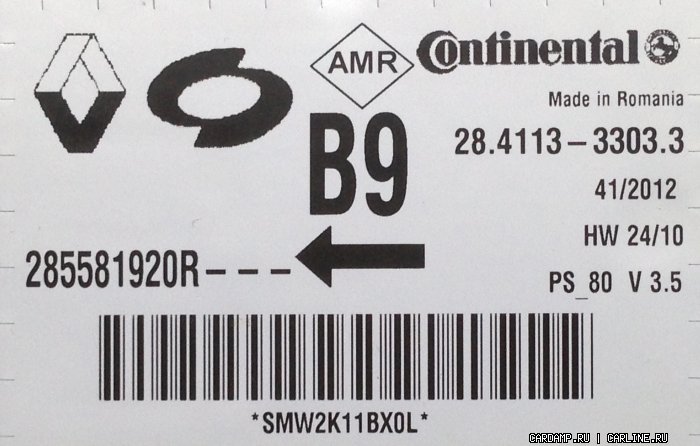 AMR
Continental
Made in Romania
B9
28.4113-3303.3
41/2012
HW 24/10
285581920R---
PS_80 V 3.5
*SMW2K11BX0L*
CARDAMP.RU | CARLINE.RU